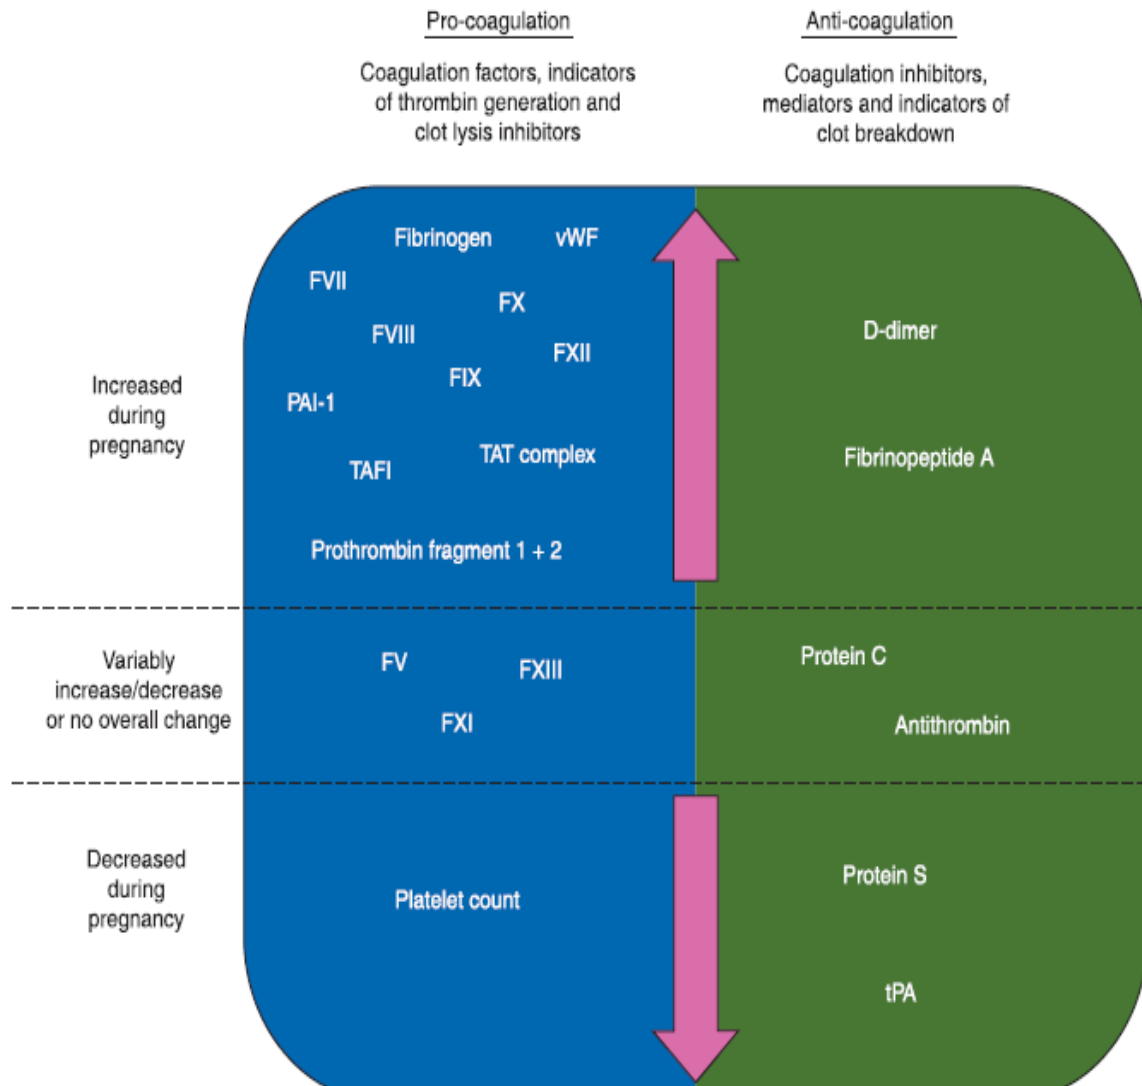 Pro-coagulation
Anti-coagulation
Coagulation factors, indicators
of thrombin generation and
clot lysis inhibitors
Coagulation inhibitors,
mediators and indicators of
clot breakdown
Increased
during
pregnancy
Fibrinogen
vWF
FVII
FX
FVIII
FXII
FIX
PAI-1
TAFI
TAT complex
Prothrombin fragment 1 + 2
D-dimer
Fibrinopeptide A
Variably
increase/decrease
or no overall change
FV
FXIII
FXI
Protein C
Antithrombin
Decreased
during
pregnancy
Platelet count
Protein S
tPA